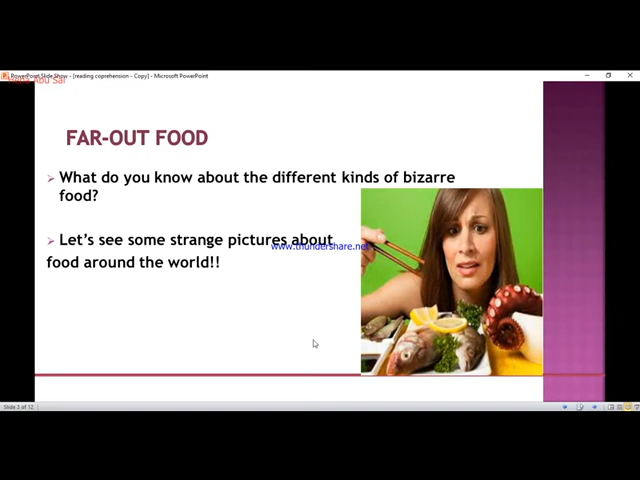 PowerPoint Slide Show - [reading coprehension - Copy] - Microsoft PowerPoint
Abu Sal
FAR-OUT FOOD
What do you know about the different kinds of bizarre
food?
Let's see some strange pictures about
www.thundershare.net
food around the world!!
Slide 3 of 12